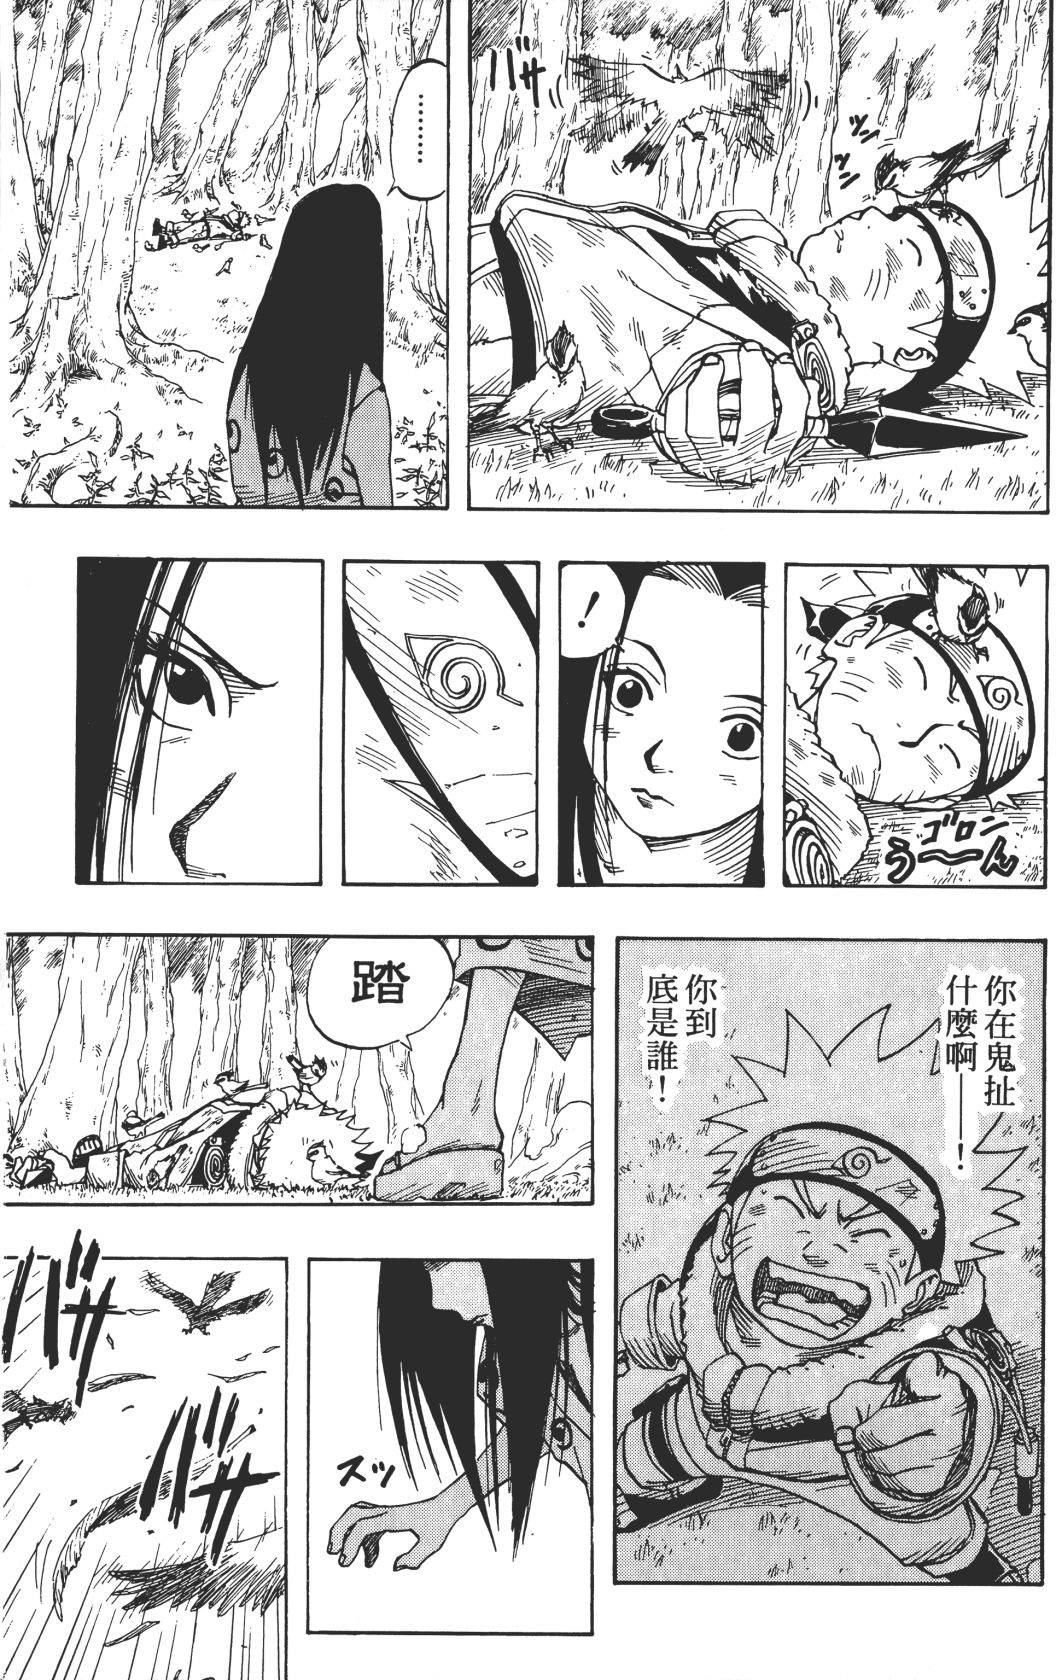 バサ
ツン
ツン
………
ゴロン
う〜ん
！
你在鬼扯
什麼啊——！
你到
底是誰！
踏
スッ
バサ
バサ